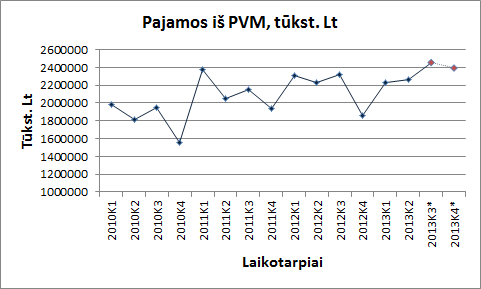 Pajamos iš PVM, tūkst. Lt
Tūkst. Lt
2600000
2400000
2200000
2000000
1800000
1600000
1400000
1200000
1000000
2010K1
2010K2
2010K3
2010K4
2011K1
2011K2
2011K3
2011K4
2012K1
2012K2
2012K3
2012K4
2013K1
2013K2
2013K3*
2013K4*
Laikotarpiai